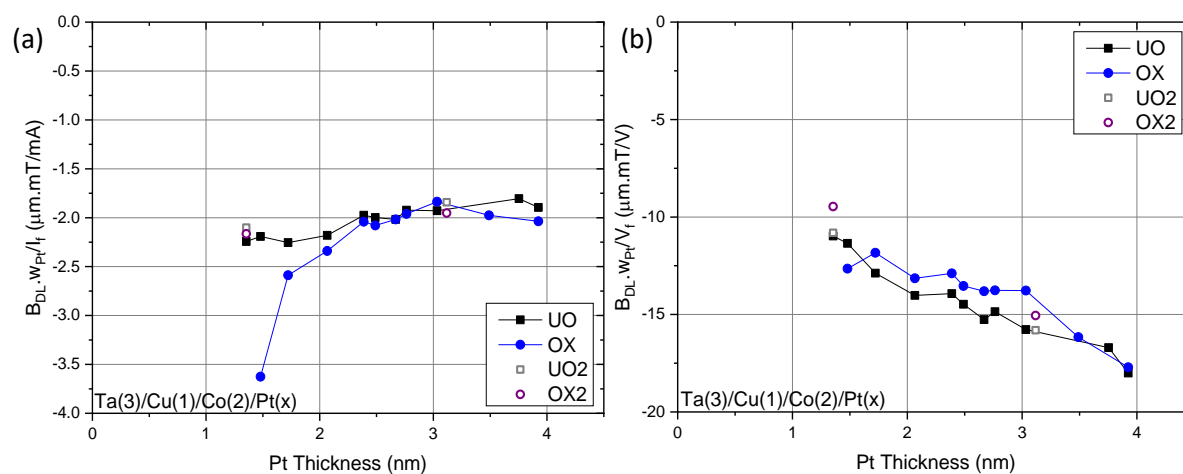 (a)
0.0
-0.5
-1.0
-1.5
-2.0
-2.5
-3.0
-3.5
-4.0
B_DL.w_Pt/I_f (μm.mT/mA)
UO
OX
UO2
OX2
Ta(3)/Cu(1)/Co(2)/Pt(x)
0 1 2 3 4
Pt Thickness (nm)
(b)
0
-5
-10
-15
-20
B_DL.w_Pt/V_f (μm.mT/V)
UO
OX
UO2
OX2
Ta(3)/Cu(1)/Co(2)/Pt(x)
0 1 2 3 4
Pt Thickness (nm)